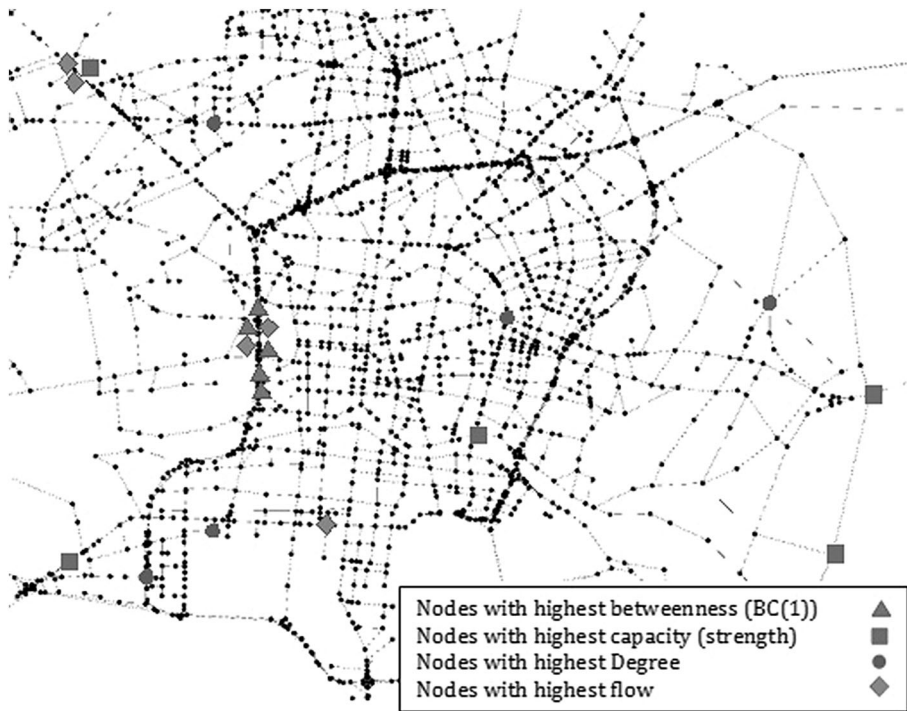 Nodes with highest betweenness (BC(1))
Nodes with highest capacity (strength)
Nodes with highest Degree
Nodes with highest flow